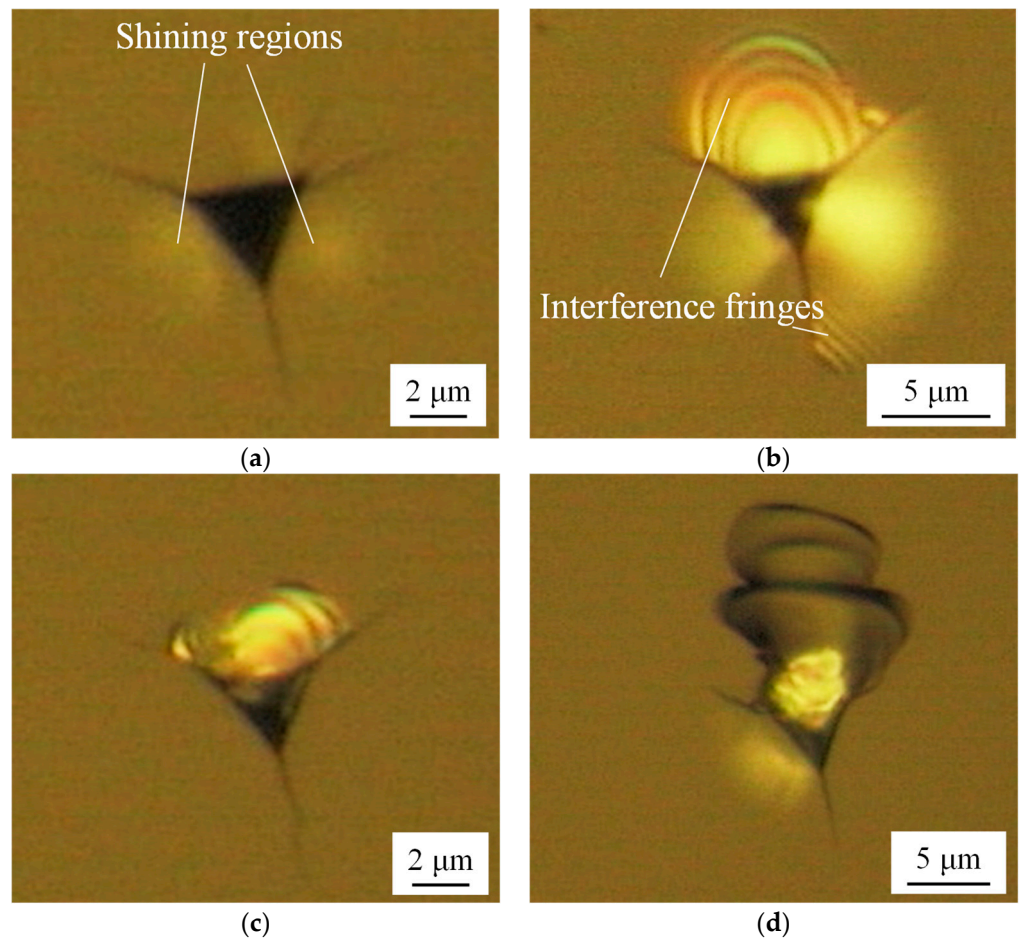 Shining regions
2 μm
(a)
Interference fringes
5 μm
(b)
2 μm
(c)
5 μm
(d)